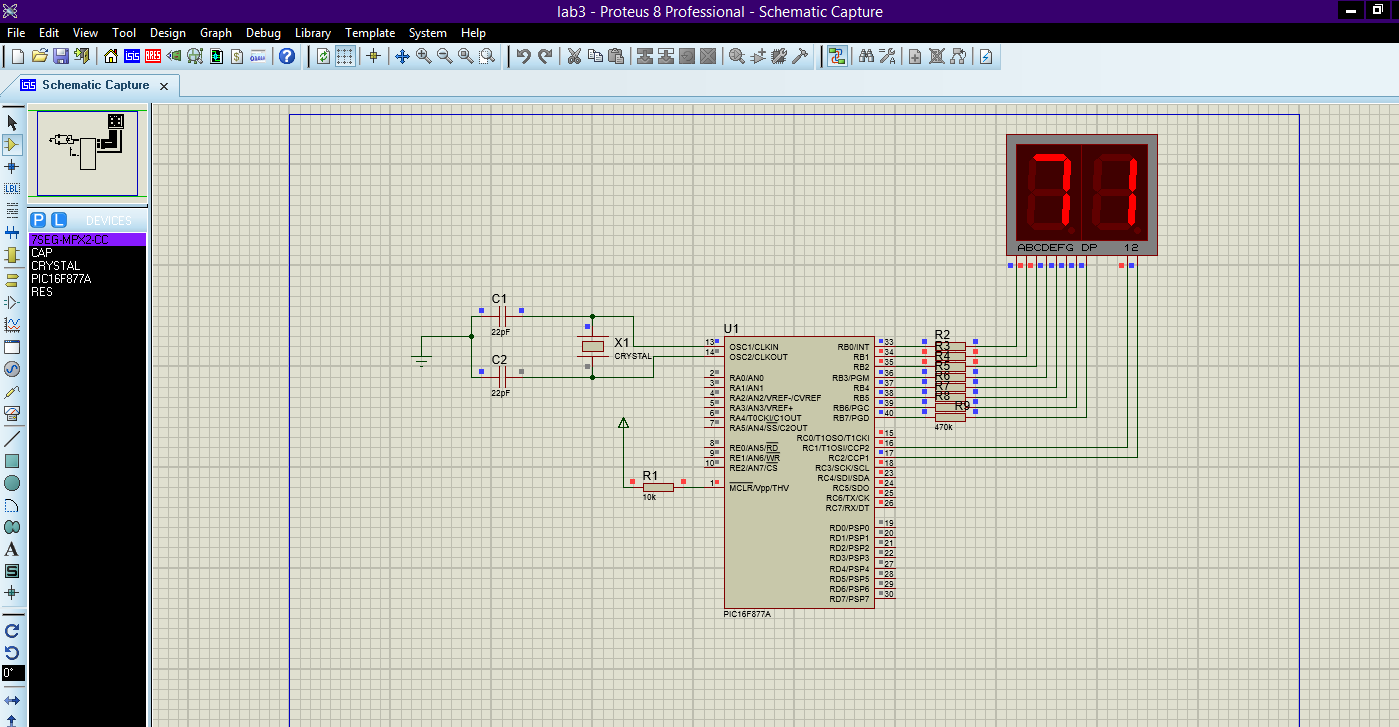 lab3 - Proteus 8 Professional - Schematic Capture
File Edit View Tool Design Graph Debug Library Template System Help
Schematic Capture
P L DEVICES
7SEG-MPX2-CC
CAP
CRYSTAL
PIC16F877A
RES
LBL
A
S
0°
71
ABCDEFG DP 12
C1
22pF
C2
22pF
X1
CRYSTAL
R1
10k
U1
13 OSC1/CLKIN
14 OSC2/CLKOUT
2 RA0/AN0
3 RA1/AN1
4 RA2/AN2/VREF-/CVREF
5 RA3/AN3/VREF+
6 RA4/T0CKI/C1OUT
7 RA5/AN4/SS/C2OUT
8 RE0/AN5/RD
9 RE1/AN6/WR
10 RE2/AN7/CS
1 MCLR/Vpp/THV
RB0/INT 33
RB1 34
RB2 35
RB3/PGM 36
RB4 37
RB5 38
RB6/PGC 39
RB7/PGD 40
RC0/T1OSO/T1CKI 15
RC1/T1OSI/CCP2 16
RC2/CCP1 17
RC3/SCK/SCL 18
RC4/SDI/SDA 23
RC5/SDO 24
RC6/TX/CK 25
RC7/RX/DT 26
RD0/PSP0 19
RD1/PSP1 20
RD2/PSP2 21
RD3/PSP3 22
RD4/PSP4 27
RD5/PSP5 28
RD6/PSP6 29
RD7/PSP7 30
PIC16F877A
R2
R3
R4
R5
R6
R7
R8
R9
470k